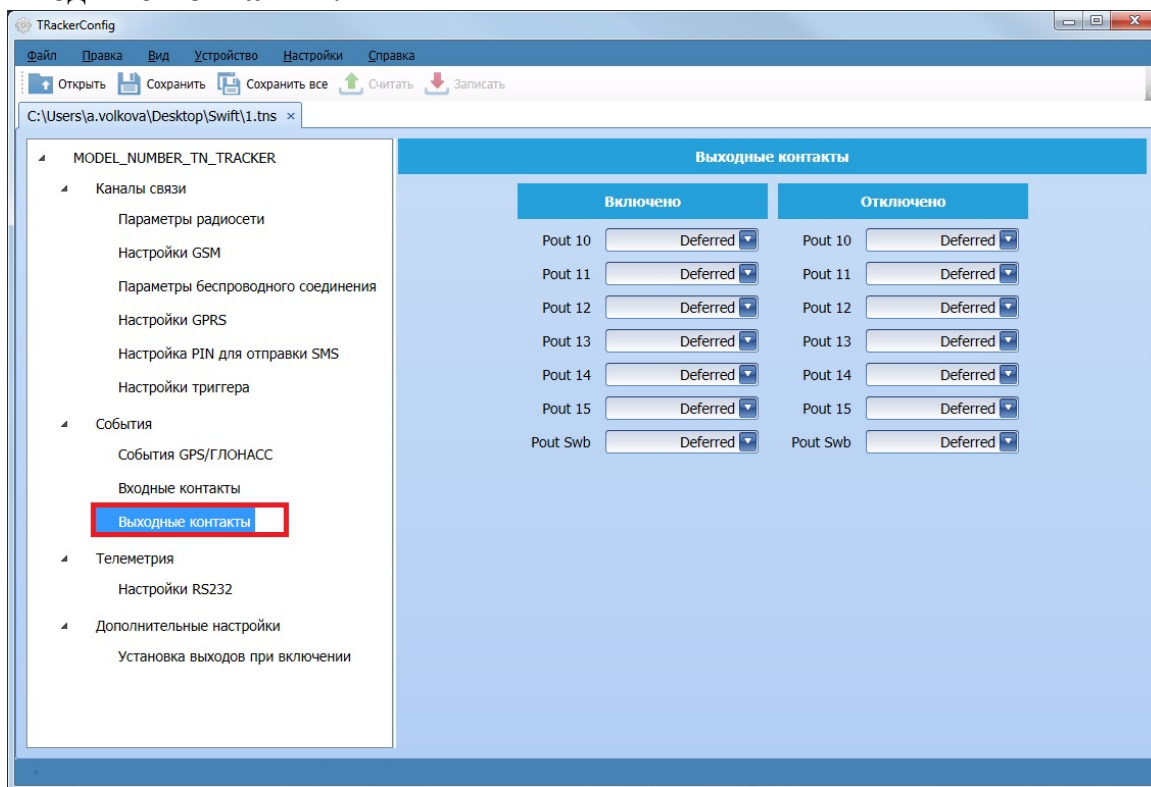 TRackerConfig
Файл Правка Вид Устройство Настройки Справка
Открыть Сохранить Сохранить все Считать Записать
C:\Users\a.volkova\Desktop\Swift\1.tns ×
MODEL_NUMBER_TN_TRACKER
Каналы связи
Параметры радиосети
Настройки GSM
Параметры беспроводного соединения
Настройки GPRS
Настройка PIN для отправки SMS
Настройки триггера
События
События GPS/ГЛОНАСС
Входные контакты
Выходные контакты
Телеметрия
Настройки RS232
Дополнительные настройки
Установка выходов при включении
Выходные контакты
Включено Отключено
Pout 10 Deferred Pout 10 Deferred
Pout 11 Deferred Pout 11 Deferred
Pout 12 Deferred Pout 12 Deferred
Pout 13 Deferred Pout 13 Deferred
Pout 14 Deferred Pout 14 Deferred
Pout 15 Deferred Pout 15 Deferred
Pout Swb Deferred Pout Swb Deferred